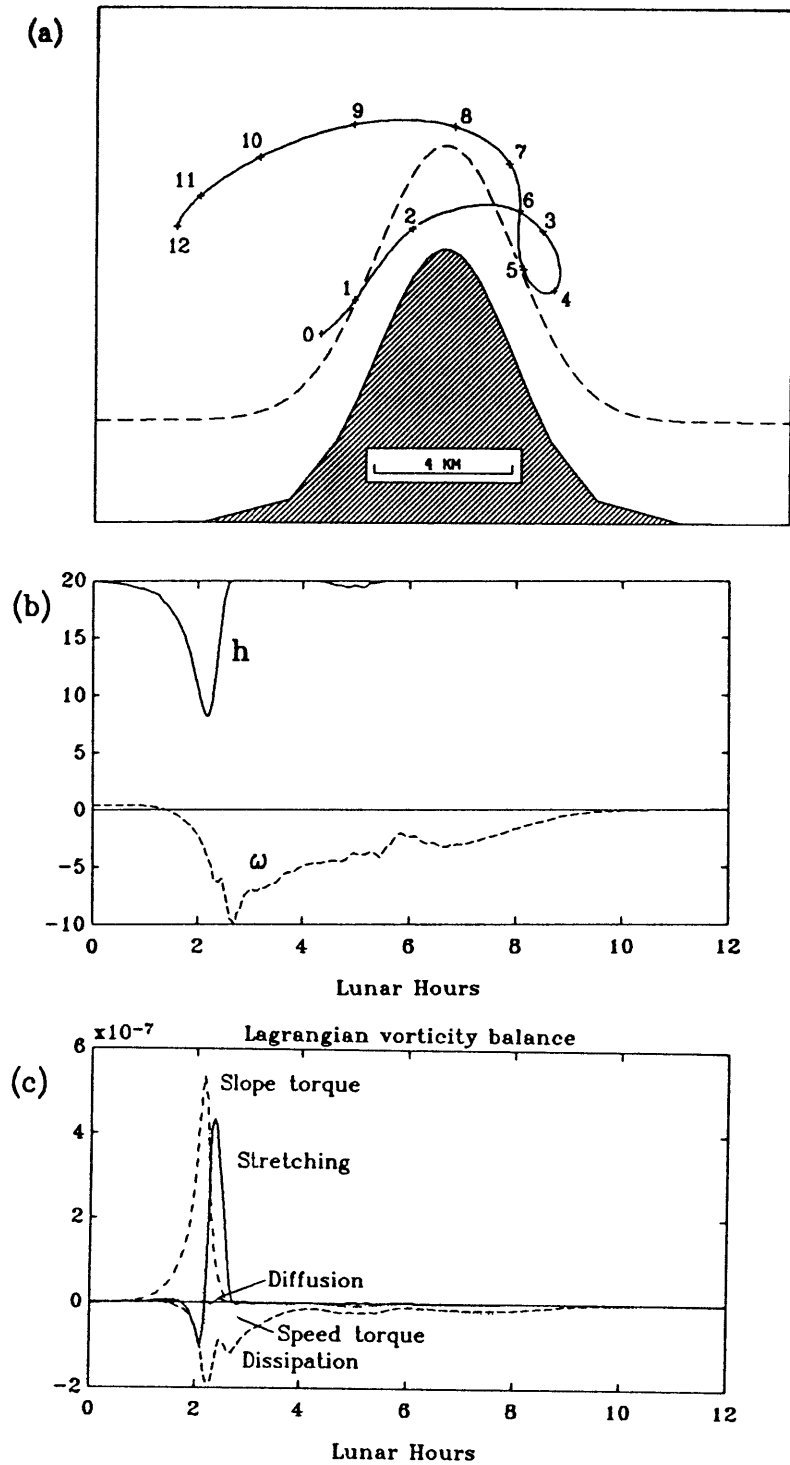 (a)
9
8
10
7
11
6
2
3
12
5
1
4
0
4 KM
(b)
20
15
h
10
5
0
ω
-5
-10
0 2 4 6 8 10 12
Lunar Hours
x10⁻⁷ Lagrangian vorticity balance
6
(c)
Slope torque
4
Stretching
2
Diffusion
0
Speed torque
Dissipation
-2
0 2 4 6 8 10 12
Lunar Hours